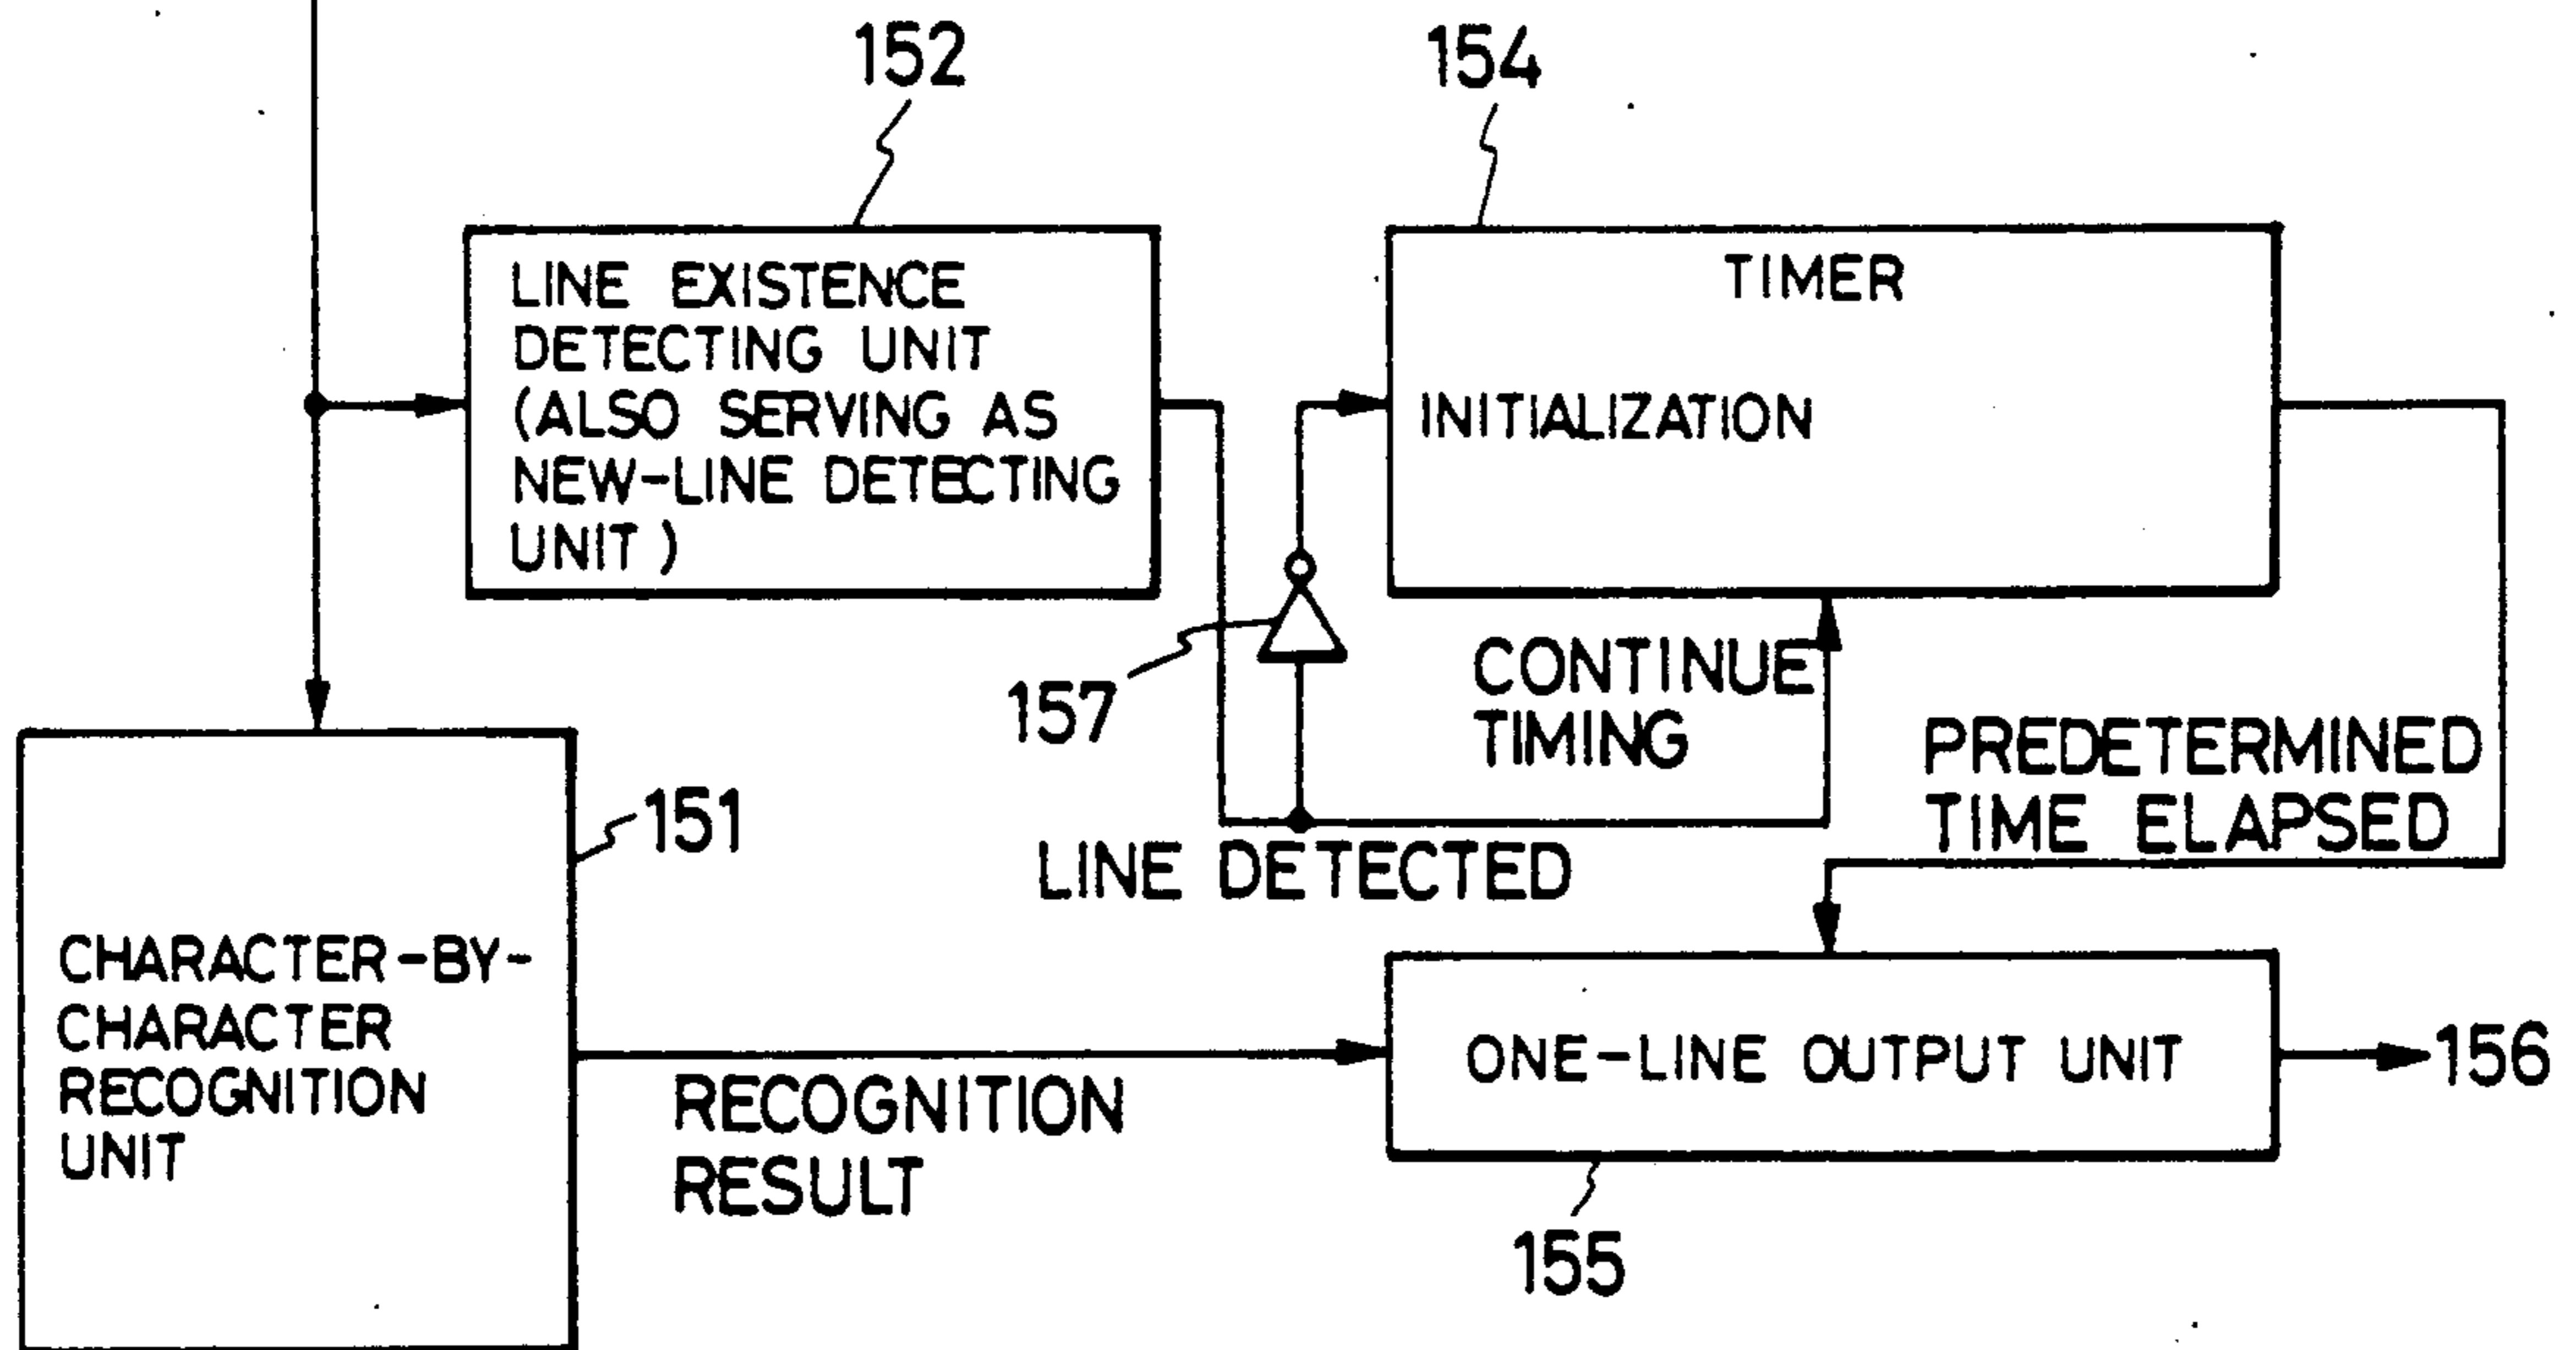 152
154
LINE EXISTENCE
DETECTING UNIT
(ALSO SERVING AS
NEW-LINE DETECTING
UNIT)
TIMER
INITIALIZATION
157
CONTINUE
TIMING
PREDETERMINED
TIME ELAPSED
LINE DETECTED
151
CHARACTER-BY-
CHARACTER
RECOGNITION
UNIT
RECOGNITION
RESULT
ONE-LINE OUTPUT UNIT
156
155